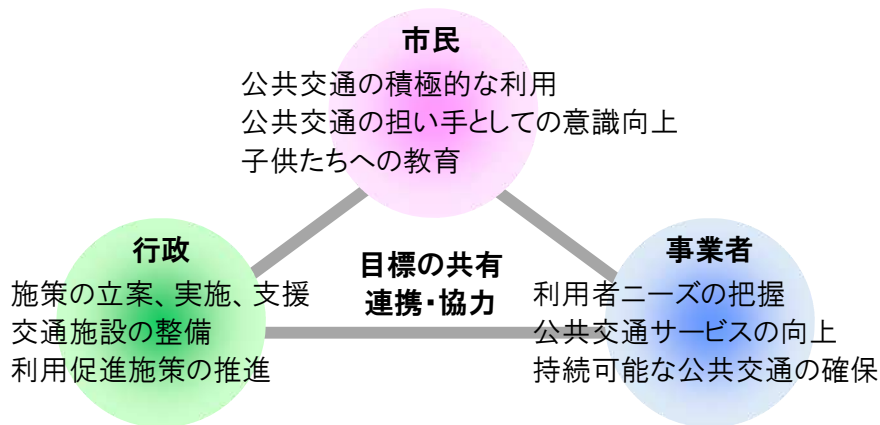 市民
公共交通の積極的な利用
公共交通の担い手としての意識向上
子供たちへの教育
行政
施策の立案、実施、支援
交通施設の整備
利用促進施策の推進
目標の共有
連携・協力
事業者
利用者ニーズの把握
公共交通サービスの向上
持続可能な公共交通の確保